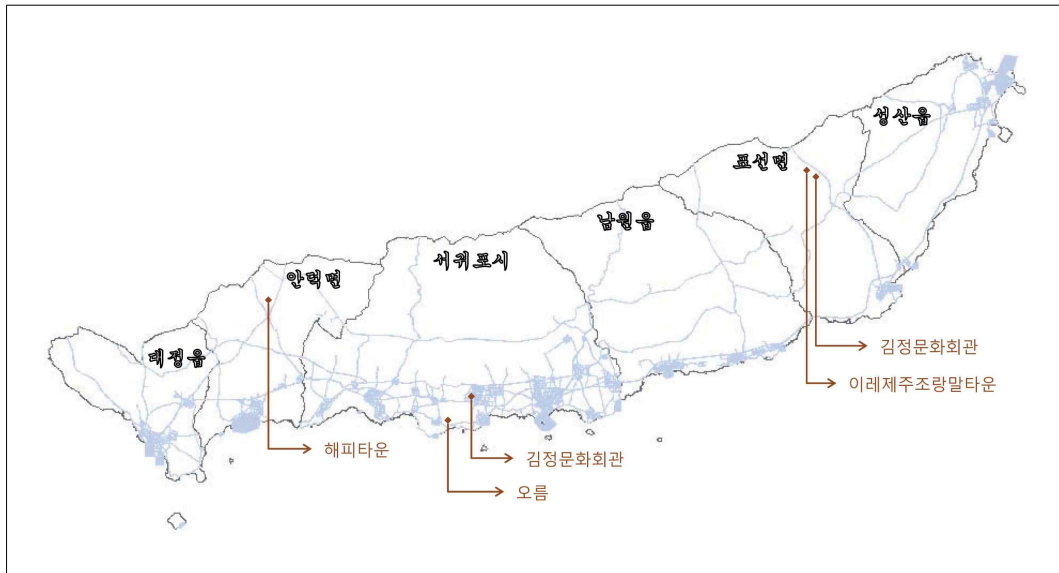 성산읍
표선면
남원읍
서귀포시
안덕면
대정읍
김정문화회관
이레제주조랑말타운
해피타운
김정문화회관
오름